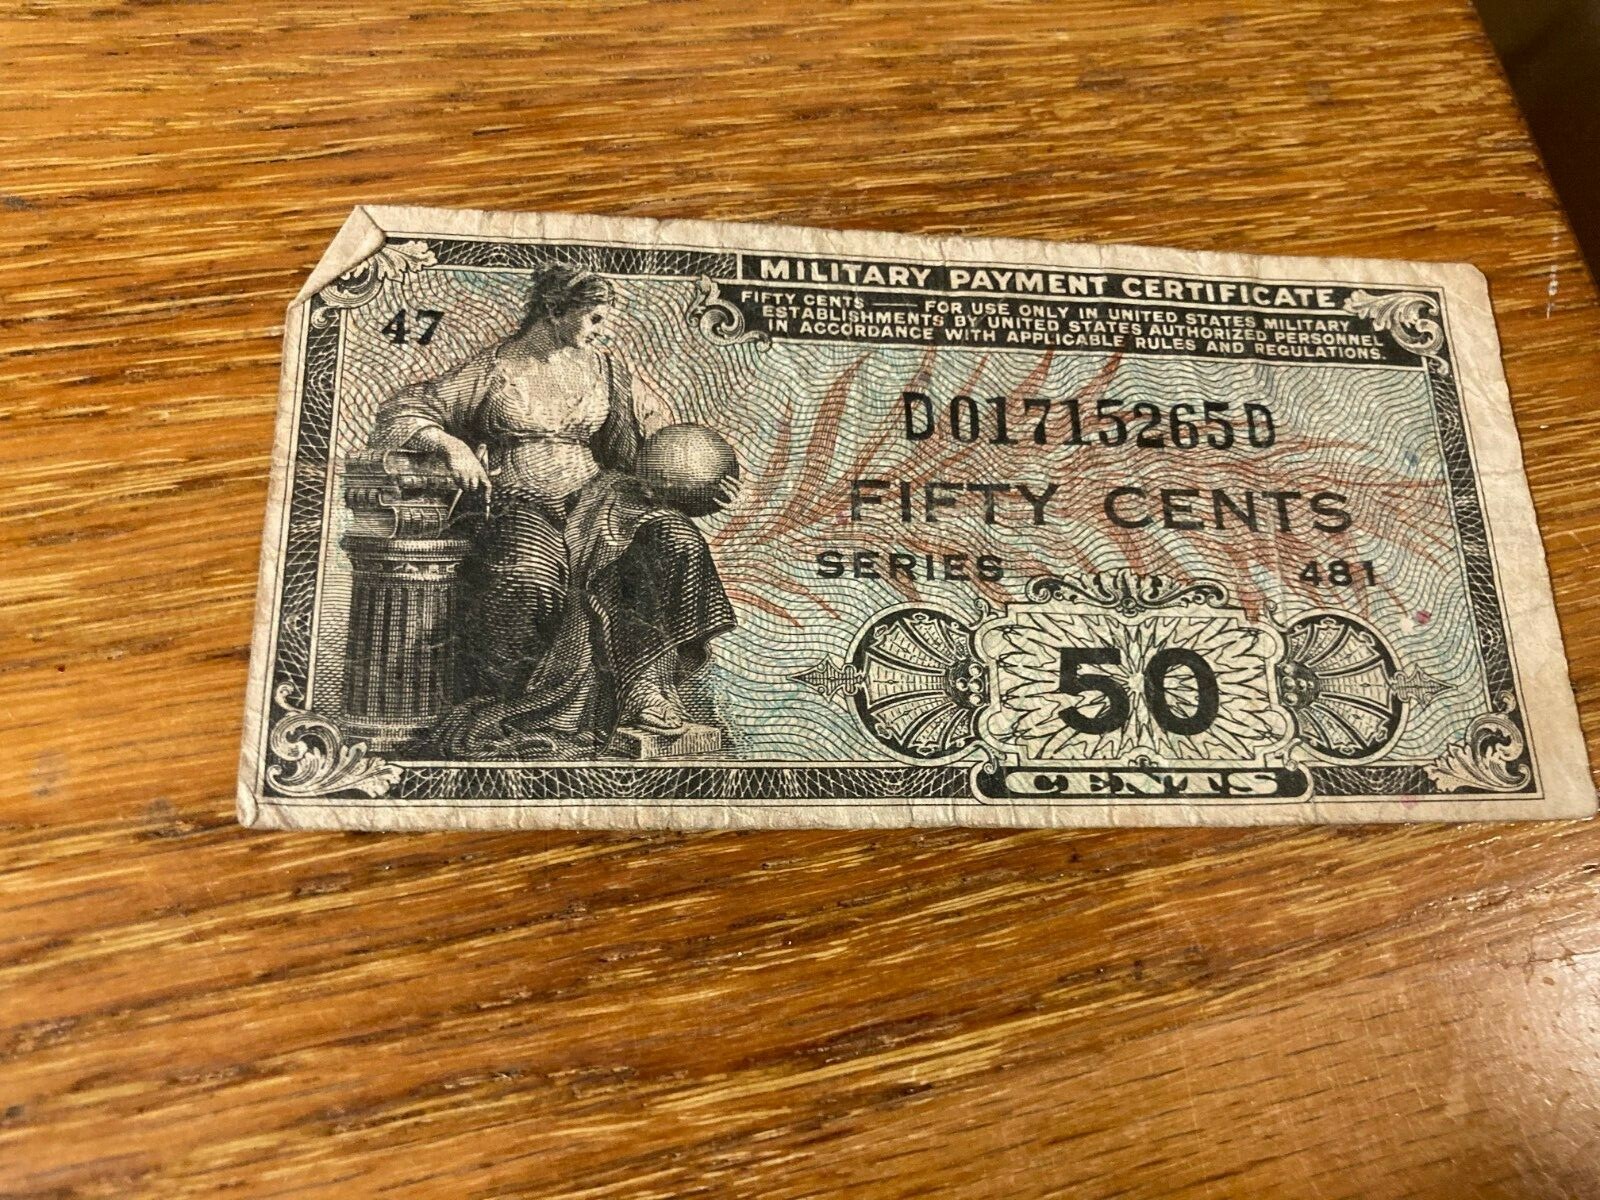 MILITARY PAYMENT CERTIFICATE
FIFTY CENTS — FOR USE ONLY IN UNITED STATES MILITARY
ESTABLISHMENTS BY UNITED STATES AUTHORIZED PERSONNEL
IN ACCORDANCE WITH APPLICABLE RULES AND REGULATIONS.
47
D01715265D
FIFTY CENTS
SERIES 481
50
CENTS